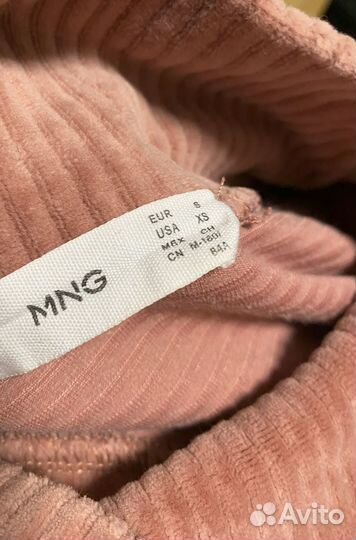 MNG
EUR S
USA XS
MEX CH
CN M-160/
84A
Avito